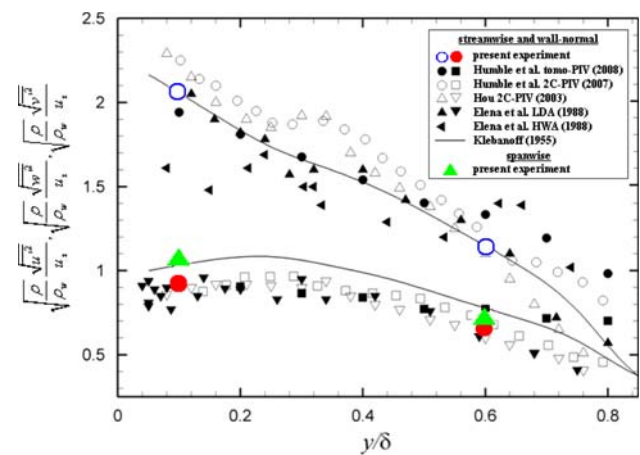 2.5
2
1.5
1
0.5
0
0.2
0.4
0.6
0.8
y/δ
streamwise and wall-normal
present experiment
Humble et al. tomo-PIV (2008)
Humble et al. 2C-PIV (2007)
Hou 2C-PIV (2003)
Elena et al. LDA (1988)
Elena et al. HWA (1988)
Klebanoff (1955)
spanwise
present experiment